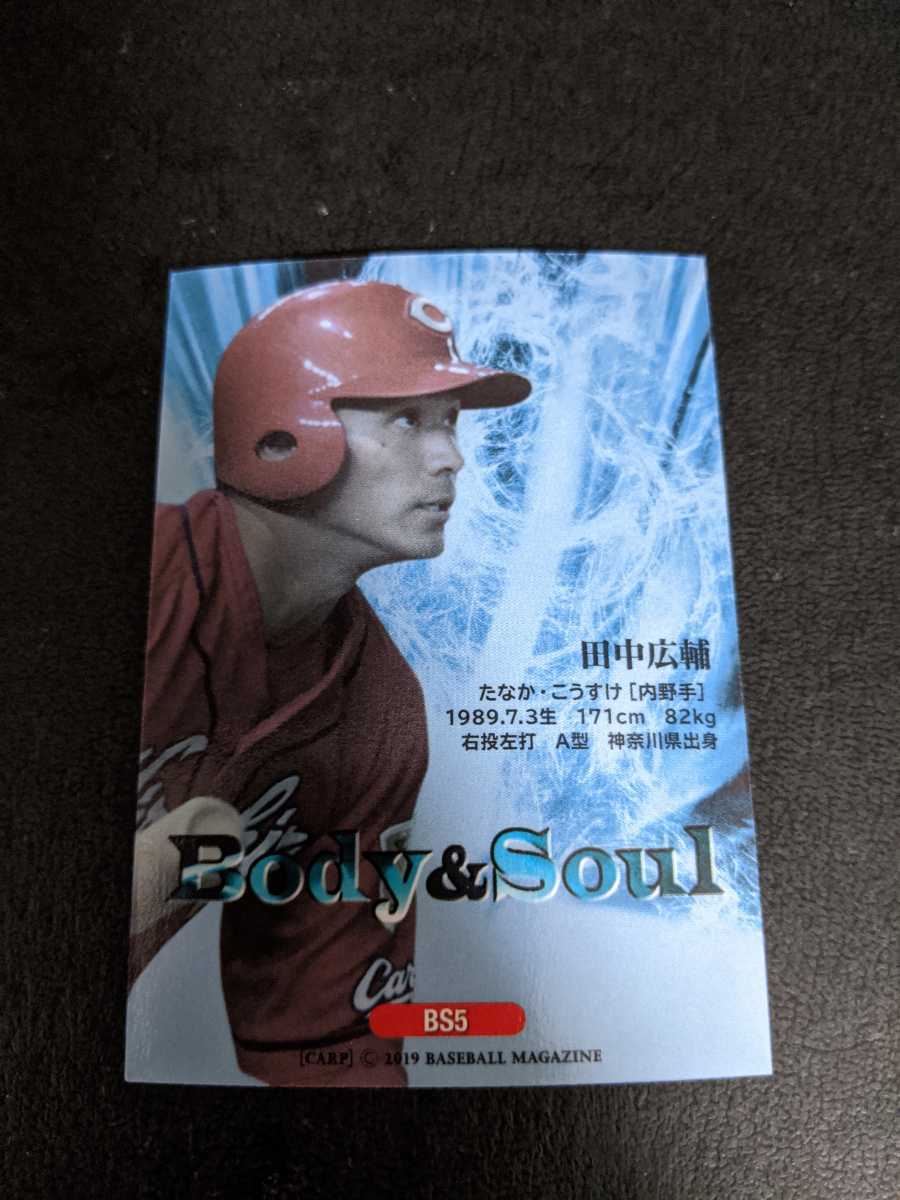 C
田中広輔
たなか・こうすけ［内野手］
1989.7.3生　171cm　82kg
右投左打　A型　神奈川県出身
Body&Soul
Car
BS5
[CARP] © 2019 BASEBALL MAGAZINE